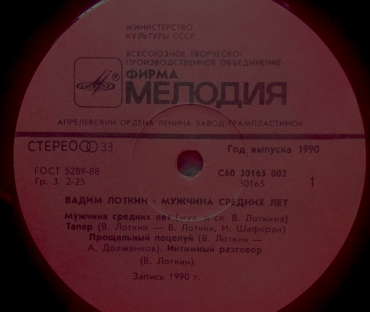 МИНИСТЕРСТВО
КУЛЬТУРЫ СССР
ВСЕСОЮЗНОЕ ТВОРЧЕСКО-
ПРОИЗВОДСТВЕННОЕ ОБЪЕДИНЕНИЕ
ФИРМА
МЕЛОДИЯ
АПРЕЛЕВСКИЙ ОРДЕНА ЛЕНИНА ЗАВОД ГРАМПЛАСТИНОК
СТЕРЕО 33
Год выпуска 1990
ГОСТ 5289-88
Гр. 3. 2-25
С60 30165 002
30165
1
ВАДИМ ЛОТКИН - МУЖЧИНА СРЕДНИХ ЛЕТ
Мужчина средних лет (муз. и сл. В. Лоткина)
Тапер (В. Лоткин — В. Лоткин, И. Шаферан)
Прощальный поцелуй (В. Лоткин —
А. Долженков). Интимный разговор
(В. Лоткин)
Запись 1990 г.